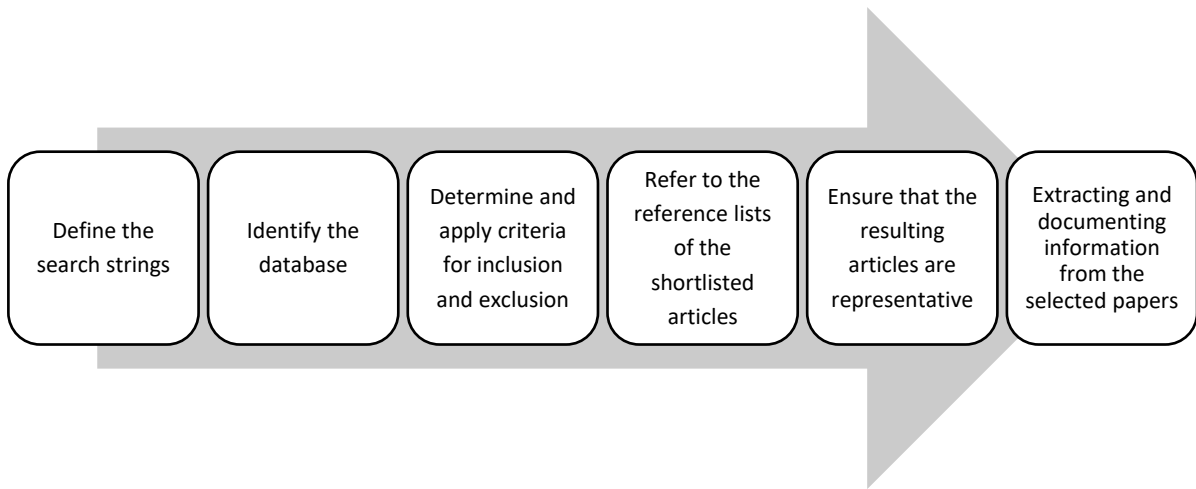 Define the
search strings
Identify the
database
Determine and
apply criteria
for inclusion
and exclusion
Refer to the
reference lists
of the
shortlisted
articles
Ensure that the
resulting
articles are
representative
Extracting and
documenting
information
from the
selected papers